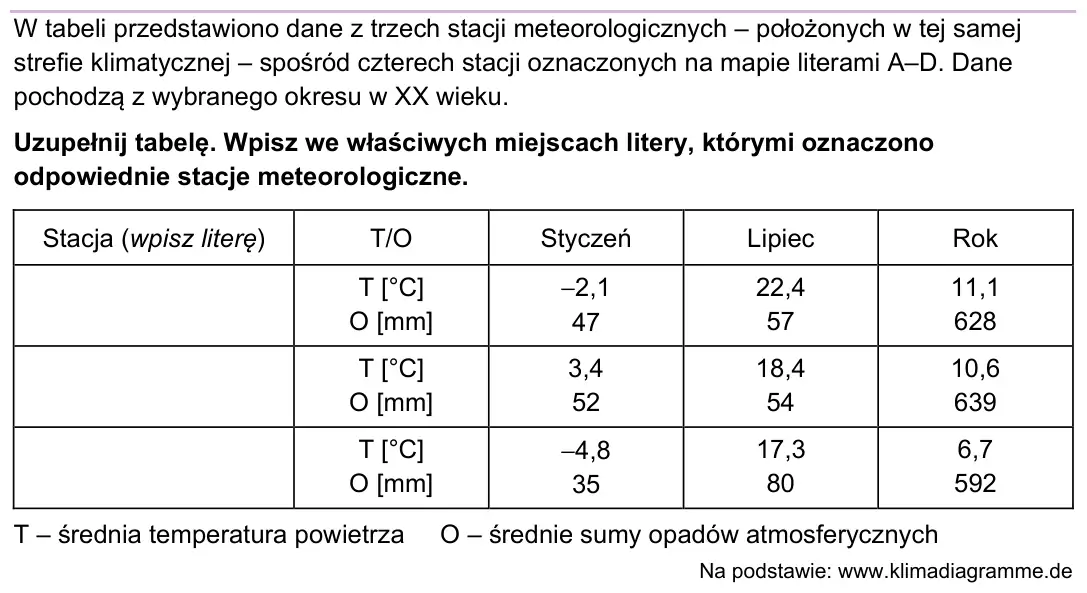 W tabeli przedstawiono dane z trzech stacji meteorologicznych – położonych w tej samej
strefie klimatycznej – spośród czterech stacji oznaczonych na mapie literami A–D. Dane
pochodzą z wybranego okresu w XX wieku.
Uzupełnij tabelę. Wpisz we właściwych miejscach litery, którymi oznaczono
odpowiednie stacje meteorologiczne.
Stacja (wpisz literę) T/O Styczeń Lipiec Rok
T [°C] –2,1 22,4 11,1
O [mm] 47 57 628
T [°C] 3,4 18,4 10,6
O [mm] 52 54 639
T [°C] –4,8 17,3 6,7
O [mm] 35 80 592
T – średnia temperatura powietrza O – średnie sumy opadów atmosferycznych
Na podstawie: www.klimadiagramme.de